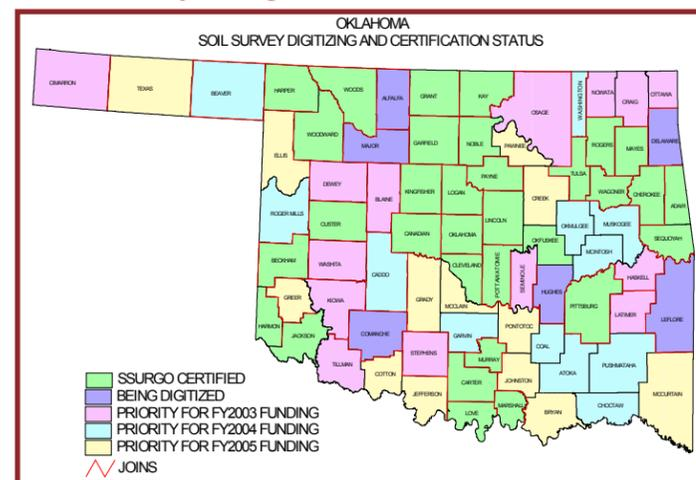 OKLAHOMA
SOIL SURVEY DIGITIZING AND CERTIFICATION STATUS
CIMARRON
TEXAS
BEAVER
HARPER
WOODS
ALFALFA
GRANT
KAY
OSAGE
WASHINGTON
NOWATA
CRAIG
OTTAWA
WOODWARD
MAJOR
GARFIELD
NOBLE
PAWNEE
ROGERS
MAYES
DELAWARE
ELLIS
DEWEY
BLAINE
KINGFISHER
LOGAN
PAYNE
CREEK
TULSA
WAGONER
CHEROKEE
ADAIR
ROGER MILLS
CUSTER
CANADIAN
OKLAHOMA
LINCOLN
OKFUSKEE
OKMULGEE
MUSKOGEE
MCINTOSH
SEQUOYAH
BECKHAM
WASHITA
CADDO
CLEVELAND
POTTAWATOMIE
SEMINOLE
HUGHES
PITTSBURG
HASKELL
LATIMER
LEFLORE
GREER
KIOWA
GRADY
MCCLAIN
HARMON
JACKSON
COMANCHE
STEPHENS
GARVIN
PONTOTOC
COAL
ATOKA
PUSHMATAHA
TILLMAN
COTTON
JEFFERSON
MURRAY
CARTER
JOHNSTON
LOVE
MARSHALL
BRYAN
CHOCTAW
MCCURTAIN
SSURGO CERTIFIED
BEING DIGITIZED
PRIORITY FOR FY2003 FUNDING
PRIORITY FOR FY2004 FUNDING
PRIORITY FOR FY2005 FUNDING
JOINS